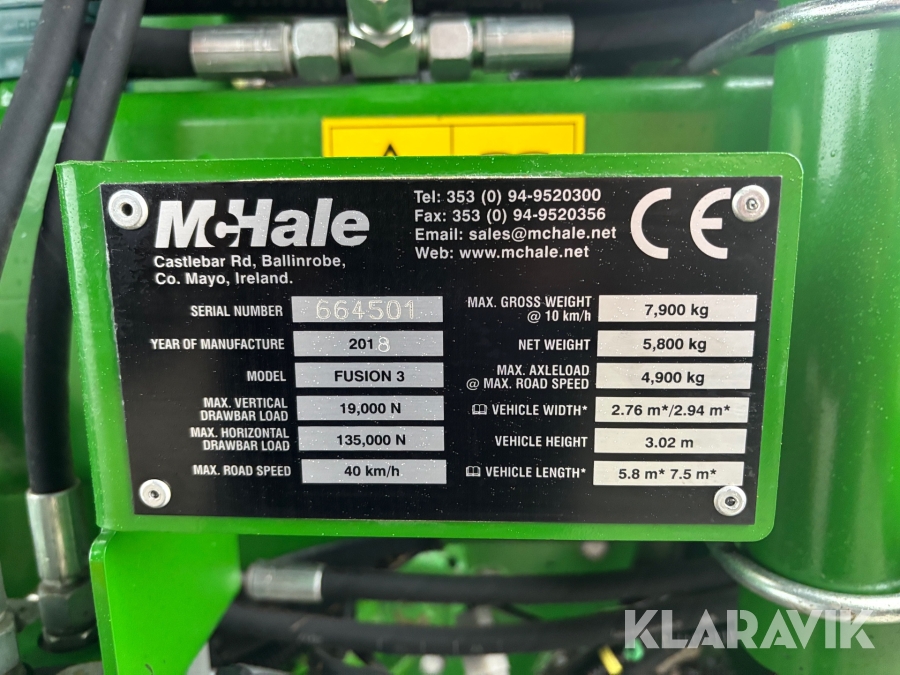 McHale
Castlebar Rd, Ballinrobe,
Co. Mayo, Ireland.
Tel: 353 (0) 94-9520300
Fax: 353 (0) 94-9520356
Email: sales@mchale.net
Web: www.mchale.net
CE
SERIAL NUMBER 664501
YEAR OF MANUFACTURE 2018
MODEL FUSION 3
MAX. VERTICAL
DRAWBAR LOAD 19,000 N
MAX. HORIZONTAL
DRAWBAR LOAD 135,000 N
MAX. ROAD SPEED 40 km/h
MAX. GROSS WEIGHT
@ 10 km/h 7,900 kg
NET WEIGHT 5,800 kg
MAX. AXLELOAD
@ MAX. ROAD SPEED 4,900 kg
VEHICLE WIDTH* 2.76 m*/2.94 m*
VEHICLE HEIGHT 3.02 m
VEHICLE LENGTH* 5.8 m* 7.5 m*
KLARAVIK